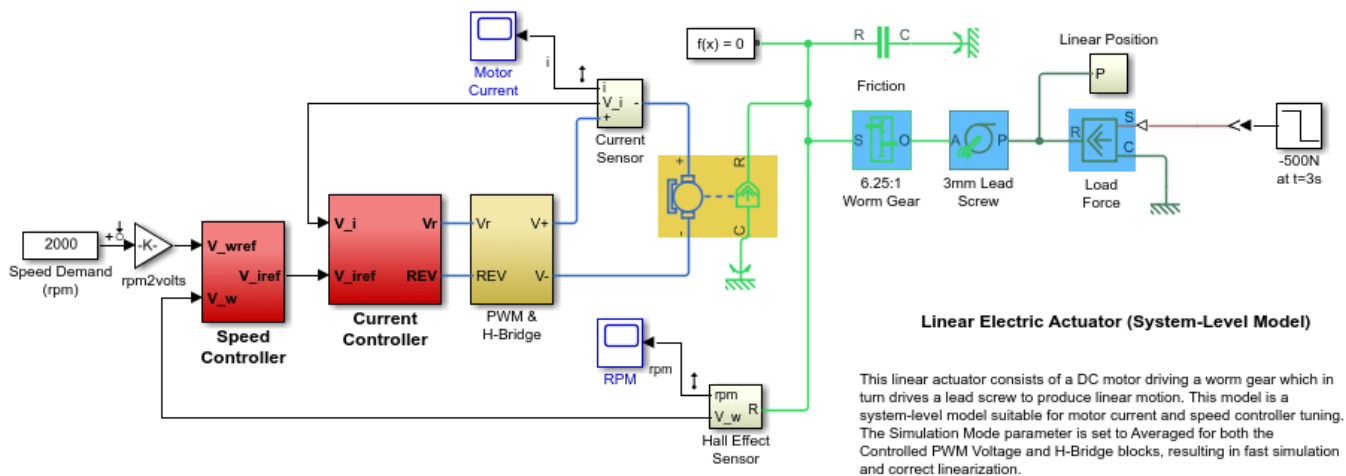 Motor
Current
i
i
V_i
+
-
Current
Sensor
f(x) = 0
R
C
Friction
Linear Position
P
S
O
6.25:1
Worm Gear
A
P
3mm Lead
Screw
R
S
C
Load
Force
-500N
at t=3s
+
-
R
C
2000
Speed Demand
(rpm)
+
-K-
rpm2volts
V_wref
V_iref
V_w
Speed
Controller
V_i
Vr
V_iref
REV
Current
Controller
Vr
V+
REV
V-
PWM &
H-Bridge
RPM
rpm
rpm
R
V_w
Hall Effect
Sensor
Linear Electric Actuator (System-Level Model)
This linear actuator consists of a DC motor driving a worm gear which in
turn drives a lead screw to produce linear motion. This model is a
system-level model suitable for motor current and speed controller tuning.
The Simulation Mode parameter is set to Averaged for both the
Controlled PWM Voltage and H-Bridge blocks, resulting in fast simulation
and correct linearization.